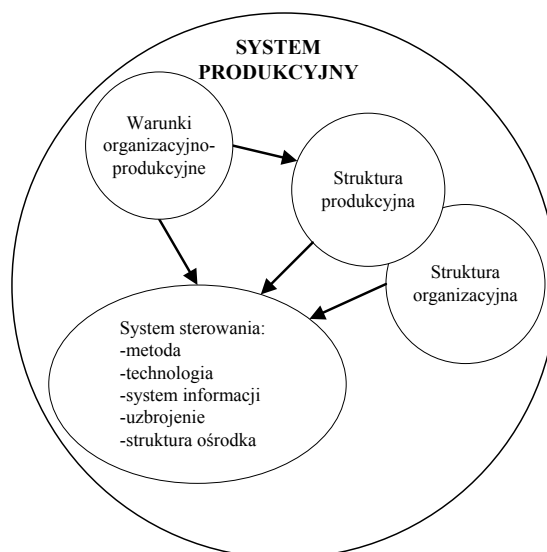 SYSTEM
PRODUKCYJNY
Warunki
organizacyjno-
produkcyjne
Struktura
produkcyjna
Struktura
organizacyjna
System sterowania:
-metoda
-technologia
-system informacji
-uzbrojenie
-struktura ośrodka